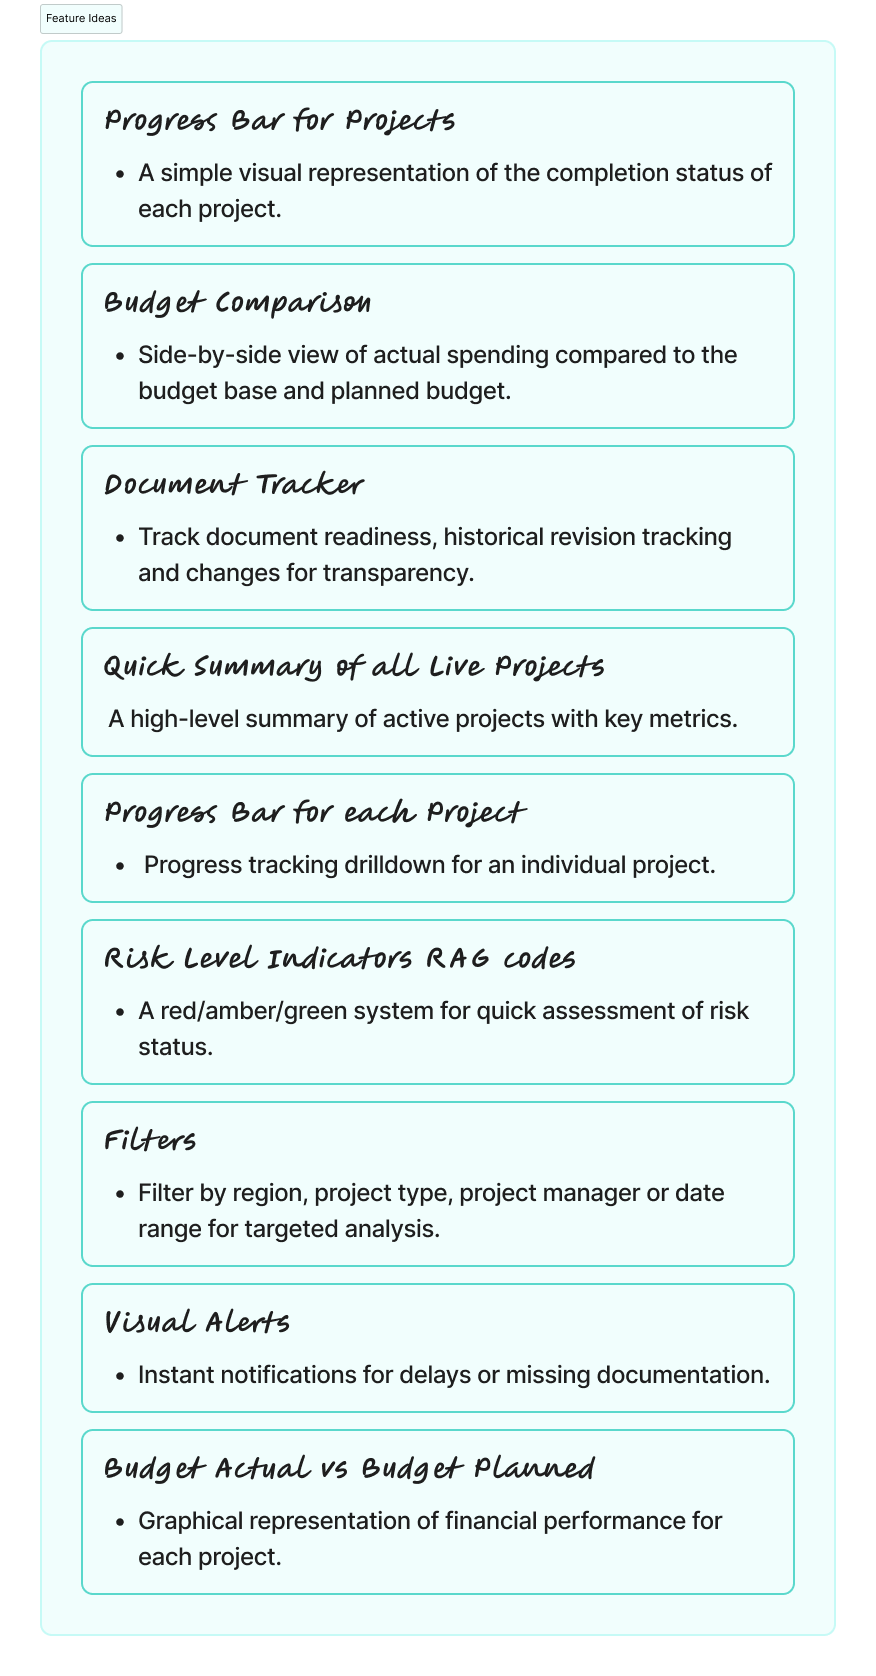 Feature Ideas
Progress Bar for Projects
• A simple visual representation of the completion status of
each project.
Budget Comparison
• Side-by-side view of actual spending compared to the
budget base and planned budget.
Document Tracker
• Track document readiness, historical revision tracking
and changes for transparency.
Quick Summary of all Live Projects
A high-level summary of active projects with key metrics.
Progress Bar for each Project
• Progress tracking drilldown for an individual project.
Risk Level Indicators RAG codes
• A red/amber/green system for quick assessment of risk
status.
Filters
• Filter by region, project type, project manager or date
range for targeted analysis.
Visual Alerts
• Instant notifications for delays or missing documentation.
Budget Actual vs Budget Planned
• Graphical representation of financial performance for
each project.